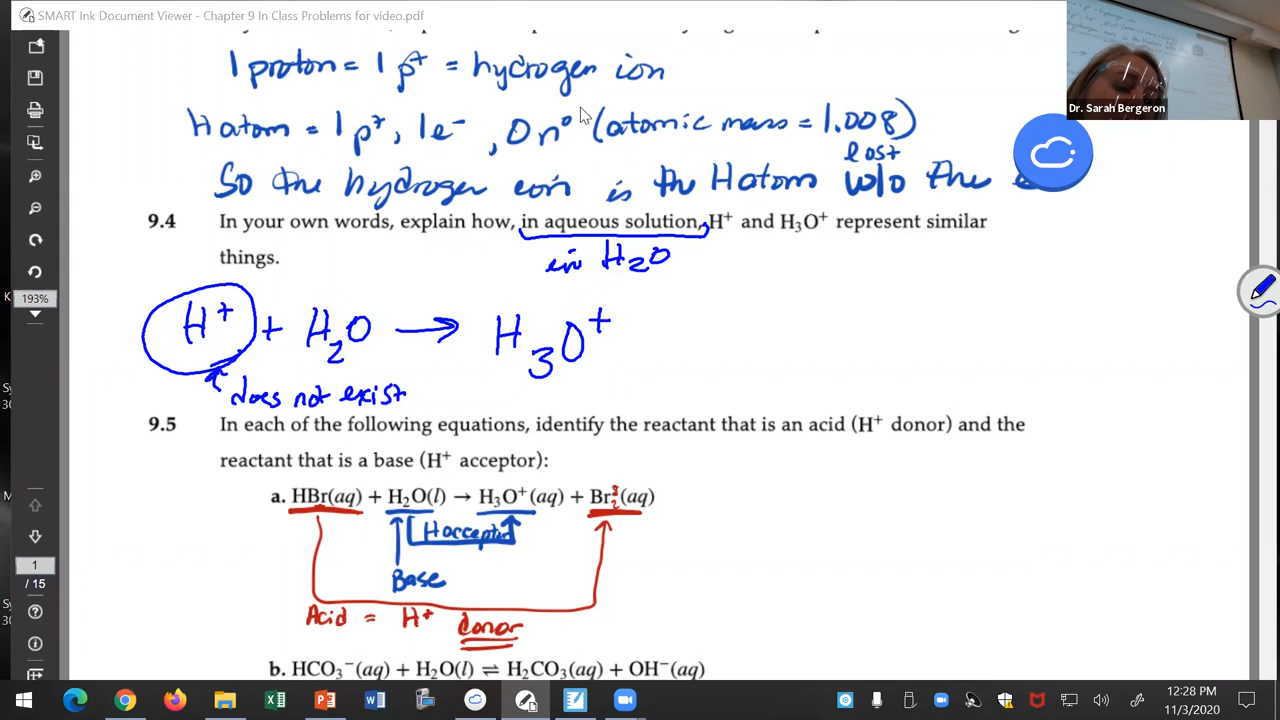 SMART Ink Document Viewer - Chapter 9 In Class Problems for video.pdf
1 proton = 1 p+ = hydrogen ion
H atom = 1 p+, 1 e-, 0 n° (atomic mass = 1.008)
lost
So the hydrogen ion is the H atom w/o the
9.4 In your own words, explain how, in aqueous solution, H+ and H3O+ represent similar
things.
in H2O
H+ + H2O → H3O+
does not exist
9.5 In each of the following equations, identify the reactant that is an acid (H+ donor) and the
reactant that is a base (H+ acceptor):
a. HBr(aq) + H2O(l) → H3O+(aq) + Br (aq)
H accepted
Base
Acid = H+ donor
b. HCO3−(aq) + H2O(l) ⇌ H2CO3(aq) + OH−(aq)
Dr. Sarah Bergeron
193%
1
/ 15
12:28 PM
11/3/2020